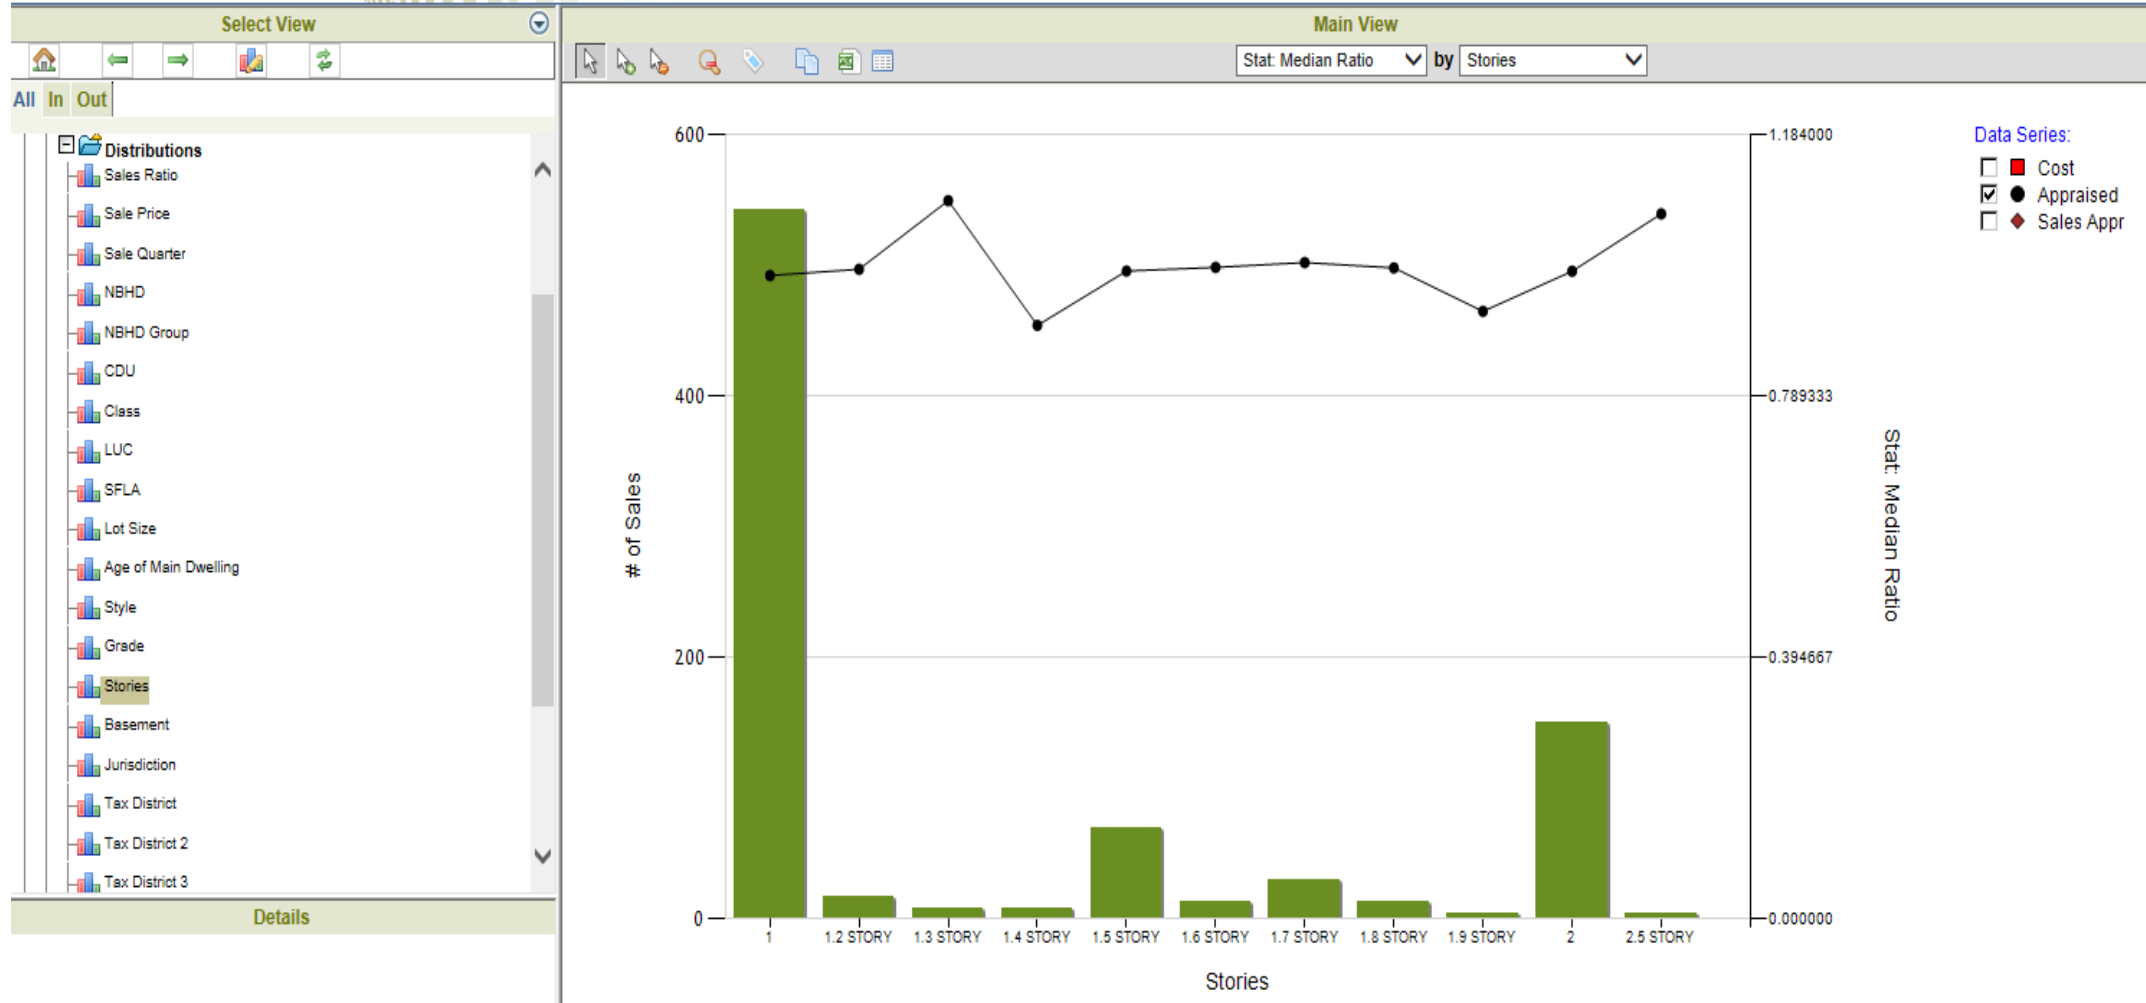 Select View
All In Out
Distributions
Sales Ratio
Sale Price
Sale Quarter
NBHD
NBHD Group
CDU
Class
LUC
SFLA
Lot Size
Age of Main Dwelling
Style
Grade
Stories
Basement
Jurisdiction
Tax District
Tax District 2
Tax District 3
Details
Main View
Stat: Median Ratio by Stories
600
400
200
0
# of Sales
1.184000
0.789333
0.394667
0.000000
Stat: Median Ratio
1 1.2 STORY 1.3 STORY 1.4 STORY 1.5 STORY 1.6 STORY 1.7 STORY 1.8 STORY 1.9 STORY 2 2.5 STORY
Stories
Data Series:
Cost
Appraised
Sales Appr